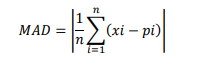 MAD = |1/n ∑_{i=1}^{n} (xi − pi)|